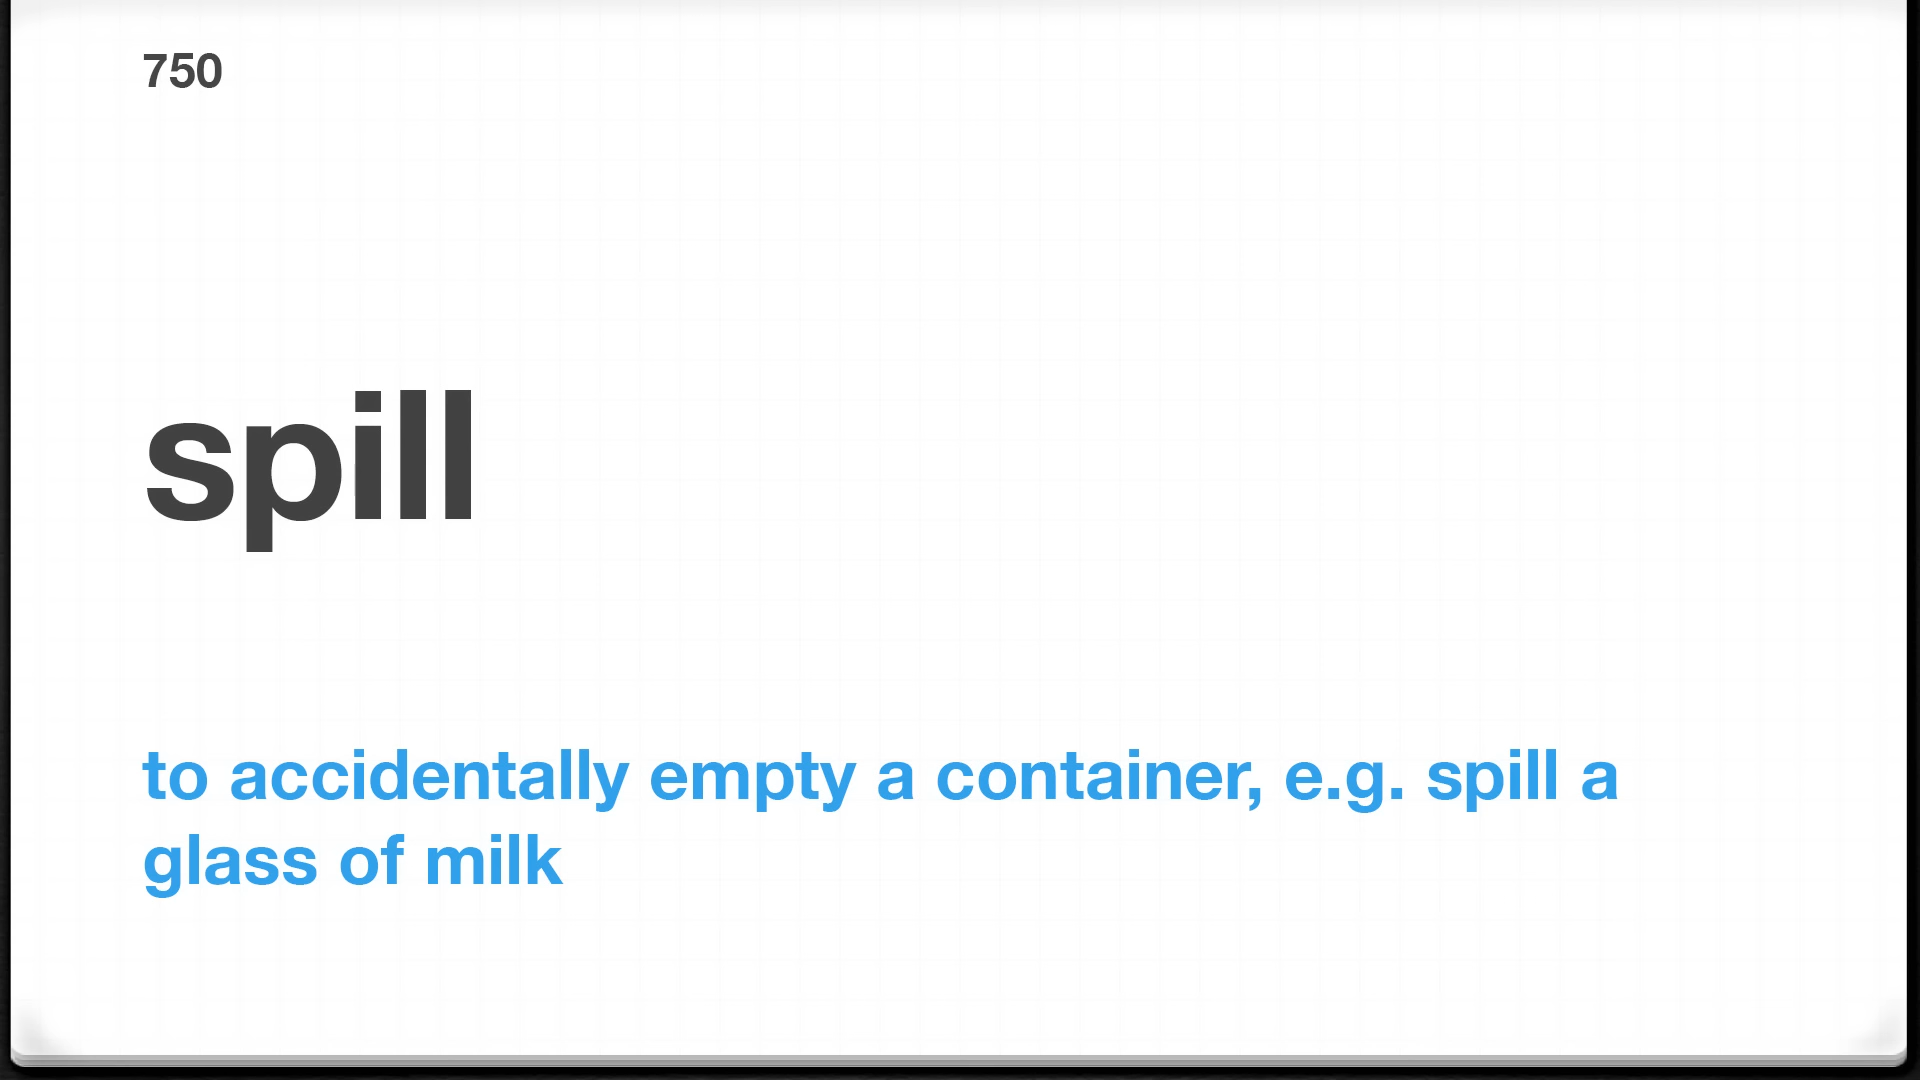 750
spill
to accidentally empty a container, e.g. spill a
glass of milk